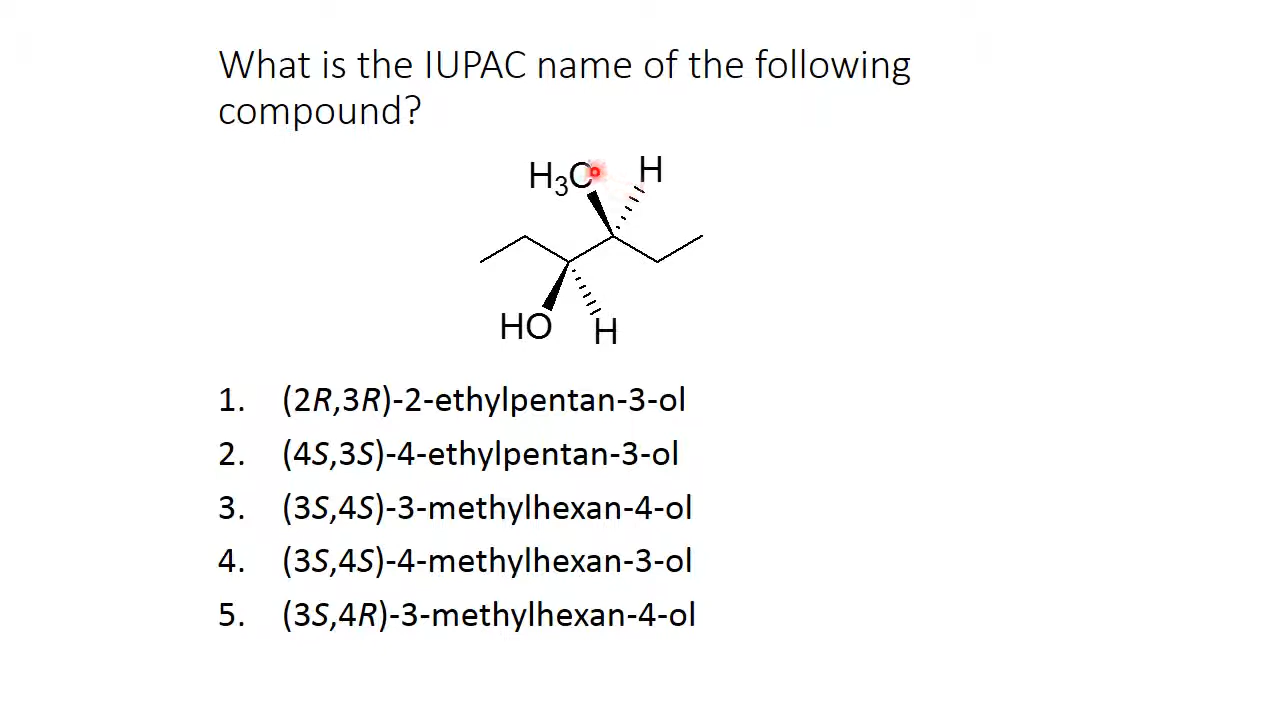 What is the IUPAC name of the following
compound?
H₃C H
HO H
1. (2R,3R)-2-ethylpentan-3-ol
2. (4S,3S)-4-ethylpentan-3-ol
3. (3S,4S)-3-methylhexan-4-ol
4. (3S,4S)-4-methylhexan-3-ol
5. (3S,4R)-3-methylhexan-4-ol